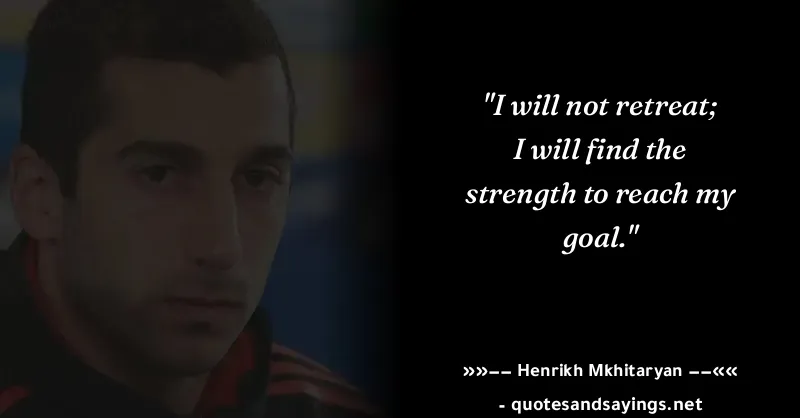 "I will not retreat;
I will find the
strength to reach my
goal."
»»−− Henrikh Mkhitaryan −−««
- quotesandsayings.net